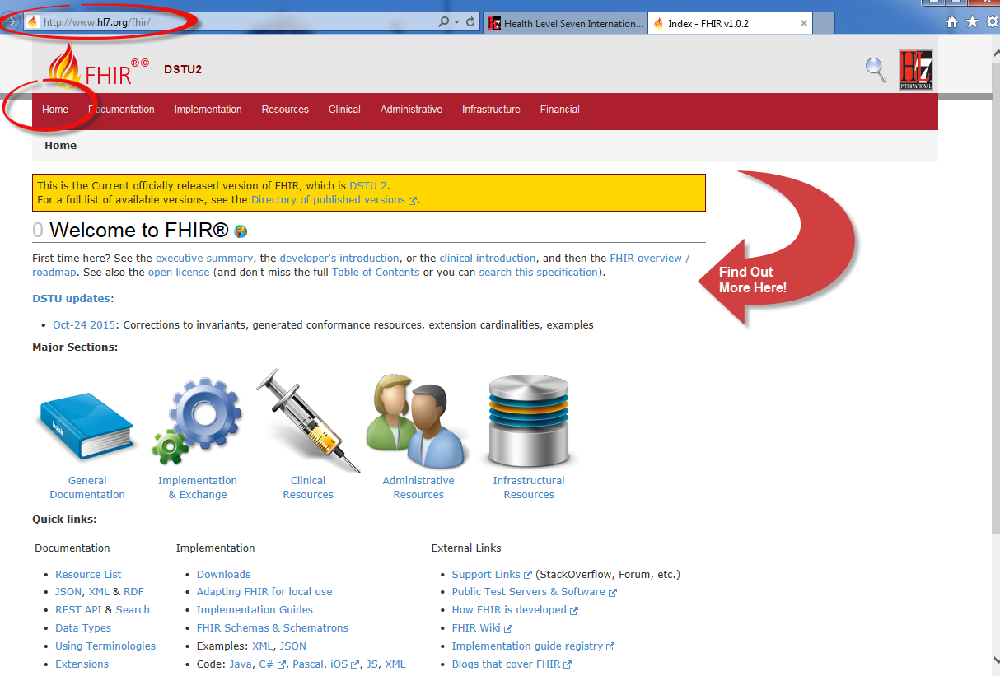 http://www.hl7.org/fhir/
Health Level Seven Internation...
Index - FHIR v1.0.2
FHIR®© DSTU2
H7
INTERNATIONAL
Home Documentation Implementation Resources Clinical Administrative Infrastructure Financial
Home
This is the Current officially released version of FHIR, which is DSTU 2.
For a full list of available versions, see the Directory of published versions.
0 Welcome to FHIR®
First time here? See the executive summary, the developer's introduction, or the clinical introduction, and then the FHIR overview /
roadmap. See also the open license (and don't miss the full Table of Contents or you can search this specification).
Find Out
More Here!
DSTU updates:
• Oct-24 2015: Corrections to invariants, generated conformance resources, extension cardinalities, examples
Major Sections:
book
General
Documentation
Implementation
& Exchange
Clinical
Resources
Administrative
Resources
Infrastructural
Resources
Quick links:
Documentation
• Resource List
• JSON, XML & RDF
• REST API & Search
• Data Types
• Using Terminologies
• Extensions
Implementation
• Downloads
• Adapting FHIR for local use
• Implementation Guides
• FHIR Schemas & Schematrons
• Examples: XML, JSON
• Code: Java, C#, Pascal, iOS, JS, XML
External Links
• Support Links (StackOverflow, Forum, etc.)
• Public Test Servers & Software
• How FHIR is developed
• FHIR Wiki
• Implementation guide registry
• Blogs that cover FHIR